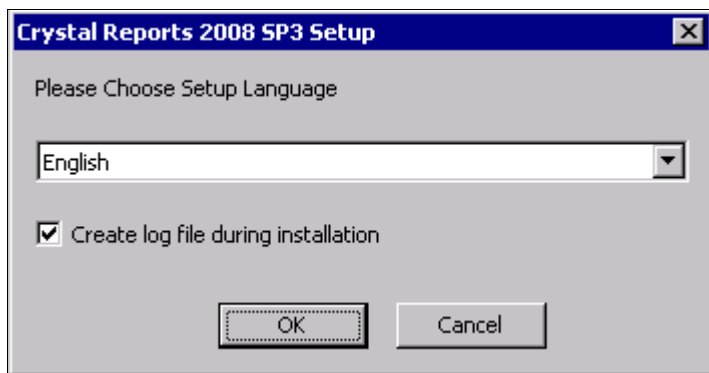 Crystal Reports 2008 SP3 Setup
Please Choose Setup Language
English
Create log file during installation
OK Cancel